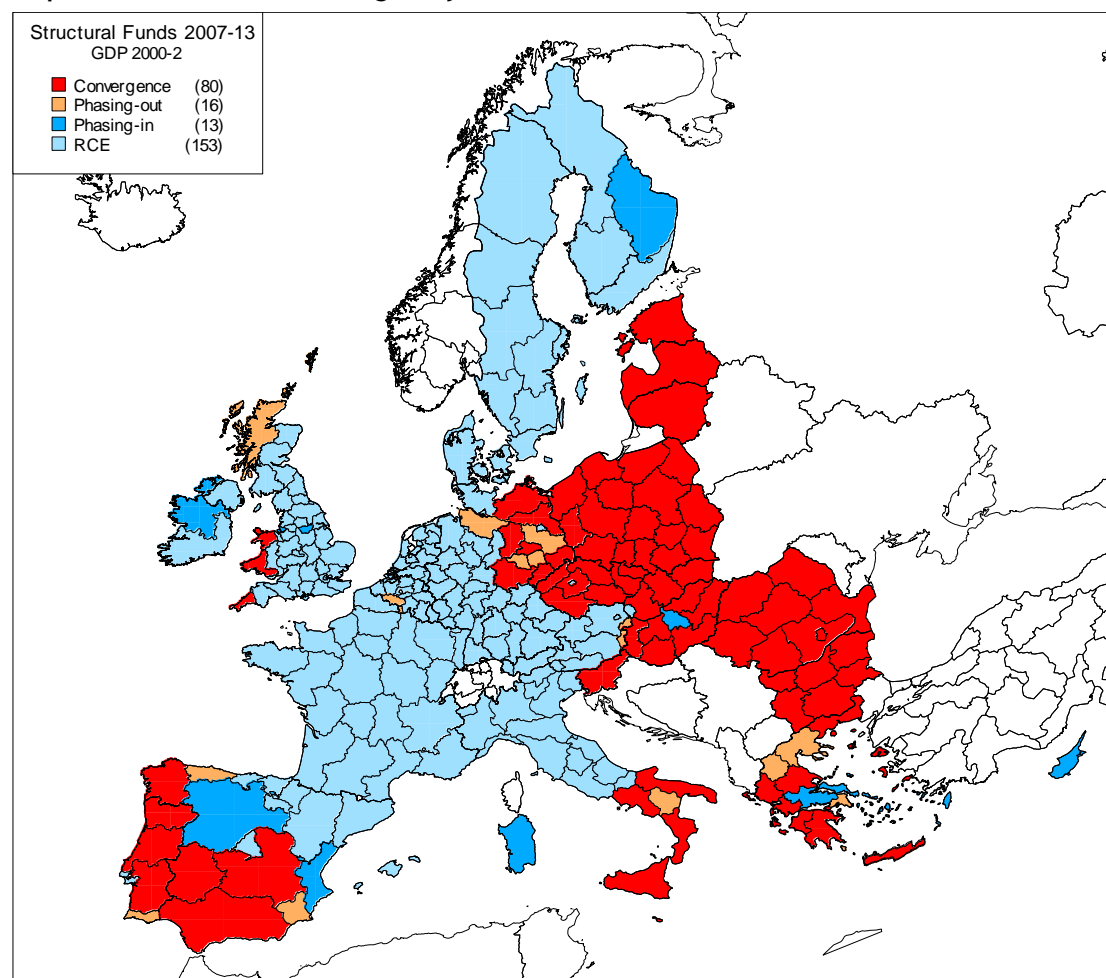 Structural Funds 2007-13
GDP 2000-2
Convergence (80)
Phasing-out (16)
Phasing-in (13)
RCE (153)